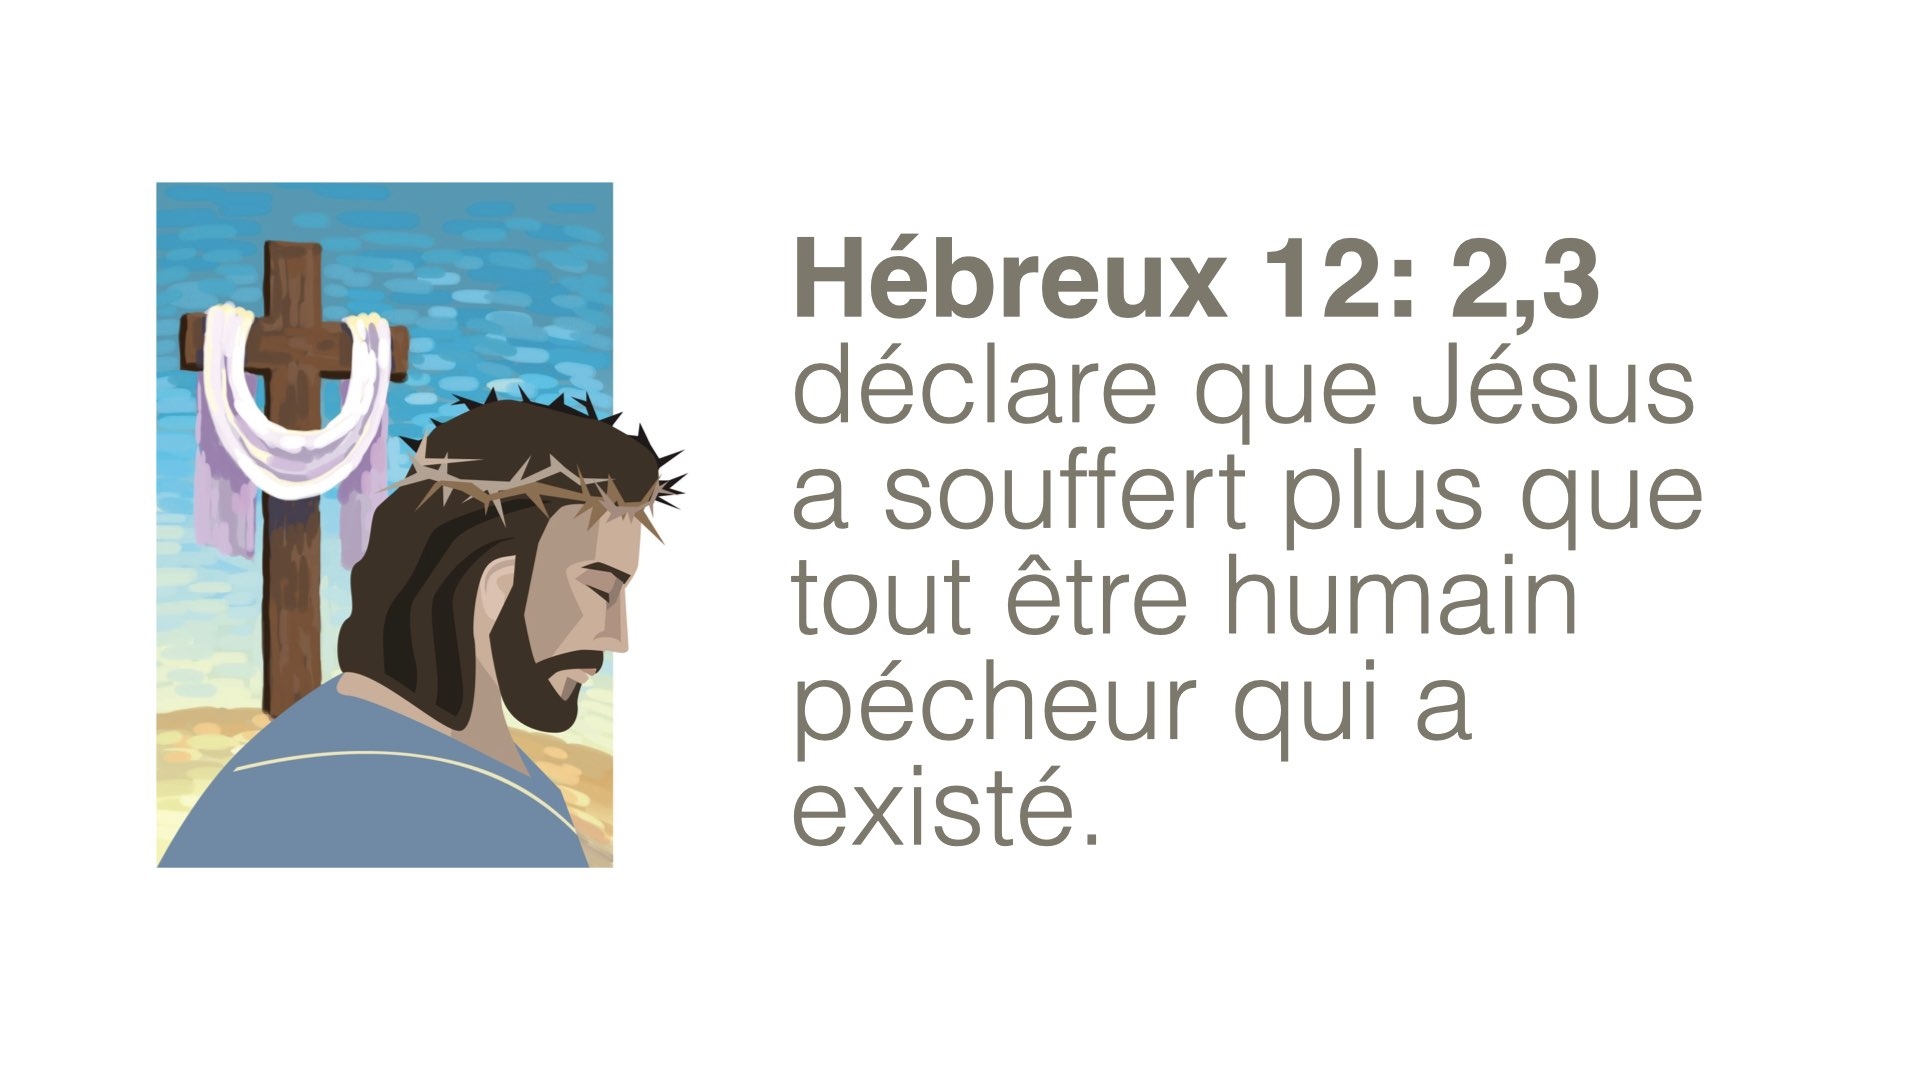 Hébreux 12: 2,3
déclare que Jésus
a souffert plus que
tout être humain
pécheur qui a
existé.